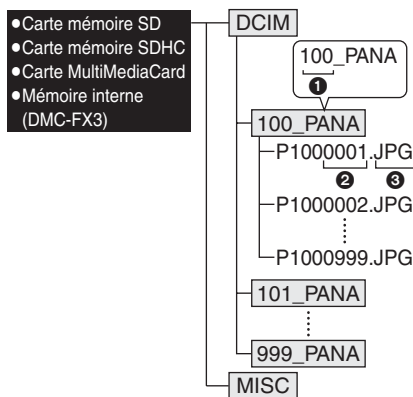 ●Carte mémoire SD
●Carte mémoire SDHC
●Carte MultiMediaCard
●Mémoire interne
(DMC-FX3)
DCIM
100_PANA
❶
100_PANA
P1000001.JPG
❷ ❸
P1000002.JPG
P1000999.JPG
101_PANA
999_PANA
MISC